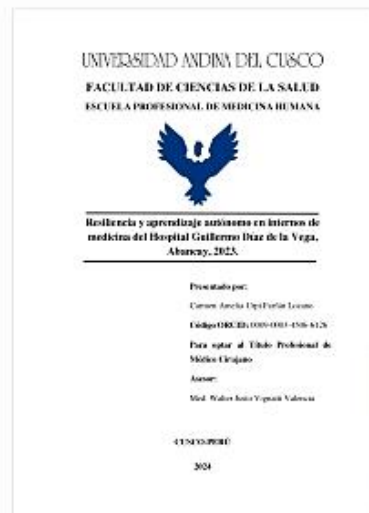 UNIVERSIDAD ANDINA DEL CUSCO
FACULTAD DE CIENCIAS DE LA SALUD
ESCUELA PROFESIONAL DE MEDICINA HUMANA
Resiliencia y aprendizaje autónomo en internos de
medicina del Hospital Guillermo Díaz de la Vega,
Abancay, 2023.
Presentado por:
Carmen Amelia Lozano
Código ORCID:
Para optar al Título Profesional de
Médico Cirujano
Asesor:
Med. Walter Valencia
CUSCO-PERÚ
2024